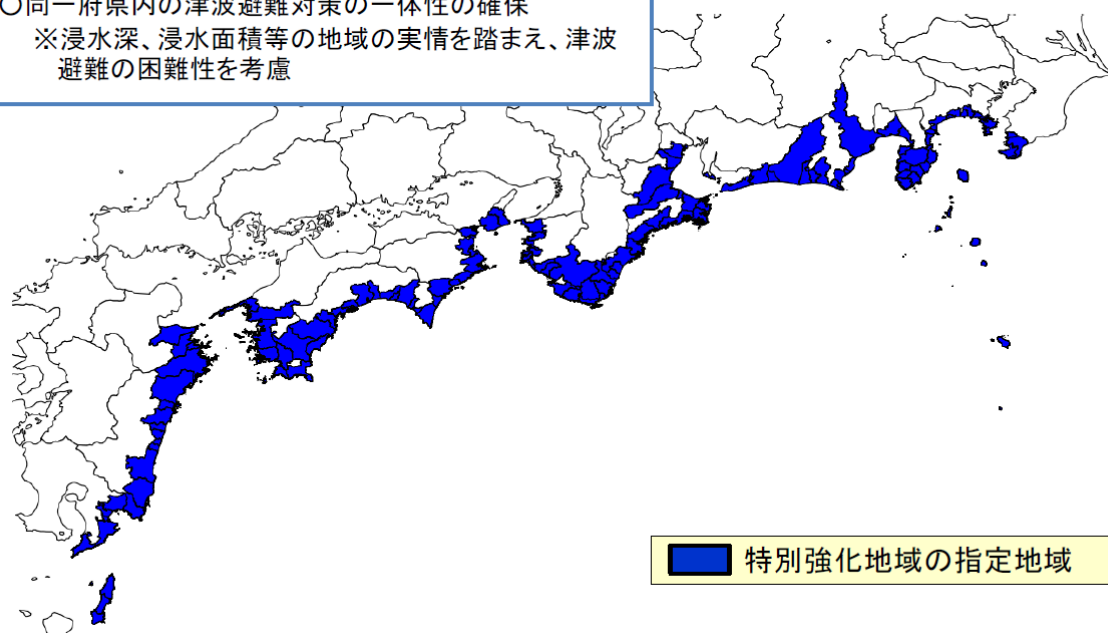 〇同一府県内の津波避難対策の一体性の確保
※浸水深、浸水面積等の地域の実情を踏まえ、津波
避難の困難性を考慮
特別強化地域の指定地域